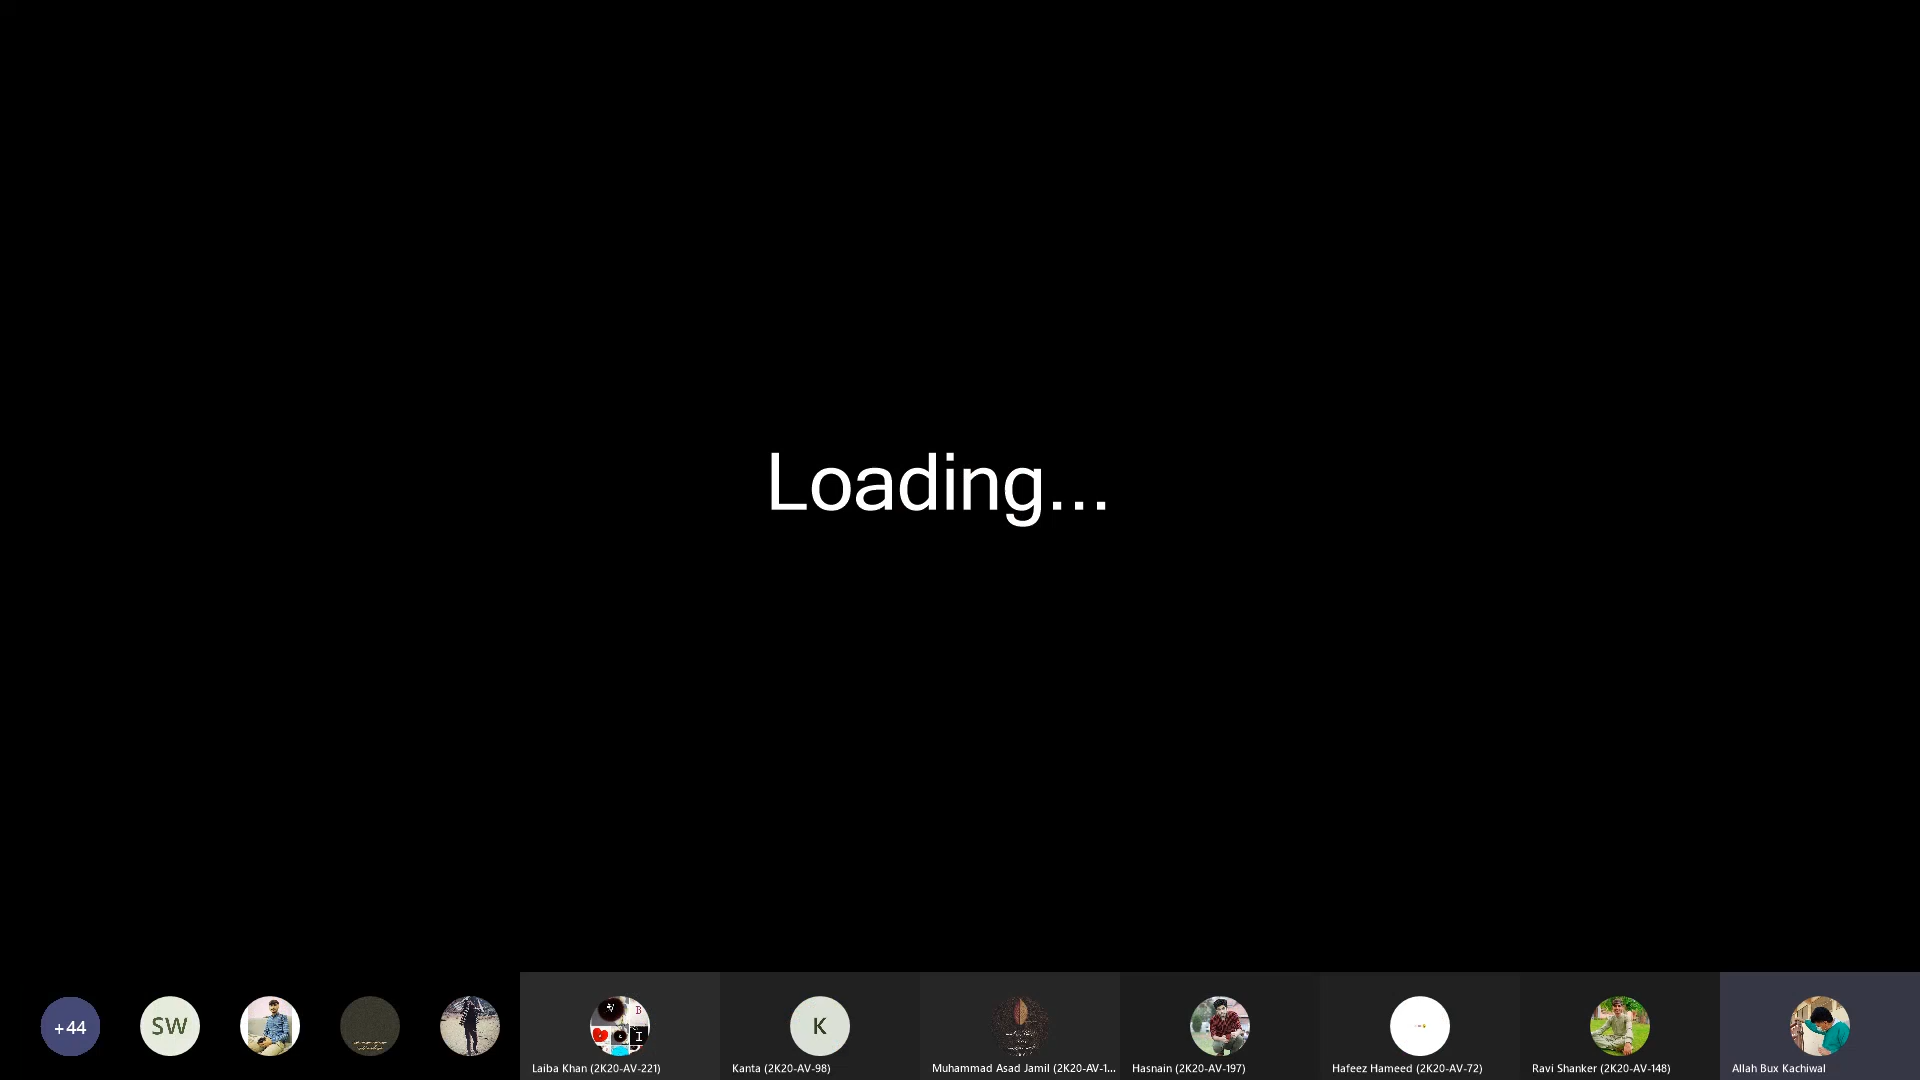 Loading...
+44
SW
B
K
I
Laiba Khan (2K20-AV-221)
Kanta (2K20-AV-98)
Muhammad Asad Jamil (2K20-AV-1...
Hasnain (2K20-AV-197)
Hafeez Hameed (2K20-AV-72)
Ravi Shanker (2K20-AV-148)
Allah Bux Kachiwal